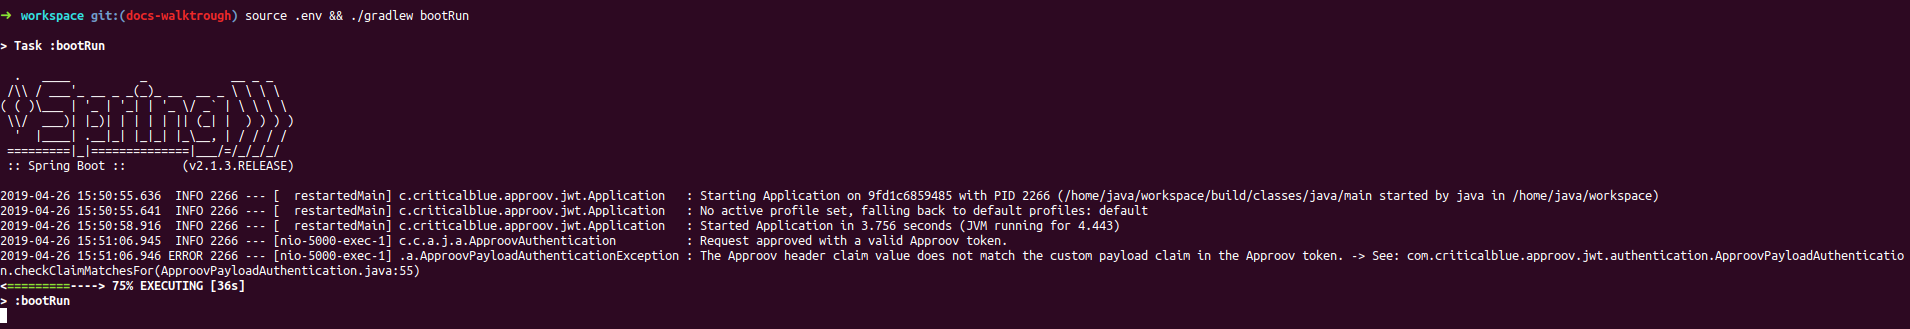 ➜  workspace git:(docs-walktrough) source .env && ./gradlew bootRun
> Task :bootRun
  .   ____          _            __ _ _
 /\\ / ___'_ __ _ _(_)_ __  __ _ \ \ \ \
( ( )\___ | '_ | '_| | '_ \/ _` | \ \ \ \
 \\/  ___)| |_)| | | | | || (_| |  ) ) ) )
  '  |____| .__|_| |_|_| |_\__, | / / / /
 =========|_|==============|___/=/_/_/_/
 :: Spring Boot ::        (v2.1.3.RELEASE)
2019-04-26 15:50:55.636  INFO 2266 --- [  restartedMain] c.criticalblue.approov.jwt.Application   : Starting Application on 9fd1c6859485 with PID 2266 (/home/java/workspace/build/classes/java/main started by java in /home/java/workspace)
2019-04-26 15:50:55.641  INFO 2266 --- [  restartedMain] c.criticalblue.approov.jwt.Application   : No active profile set, falling back to default profiles: default
2019-04-26 15:50:58.916  INFO 2266 --- [  restartedMain] c.criticalblue.approov.jwt.Application   : Started Application in 3.756 seconds (JVM running for 4.443)
2019-04-26 15:51:06.945  INFO 2266 --- [nio-5000-exec-1] c.c.a.j.a.ApproovAuthentication          : Request approved with a valid Approov token.
2019-04-26 15:51:06.946 ERROR 2266 --- [nio-5000-exec-1] .a.ApproovPayloadAuthenticationException : The Approov header claim value does not match the custom payload claim in the Approov token. -> See: com.criticalblue.approov.jwt.authentication.ApproovPayloadAuthenticatio
n.checkClaimMatchesFor(ApproovPayloadAuthentication.java:55)
<=========----> 75% EXECUTING [36s]
> :bootRun